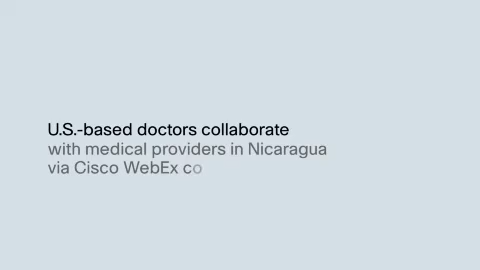 U.S.-based doctors collaborate
with medical providers in Nicaragua
via Cisco WebEx co